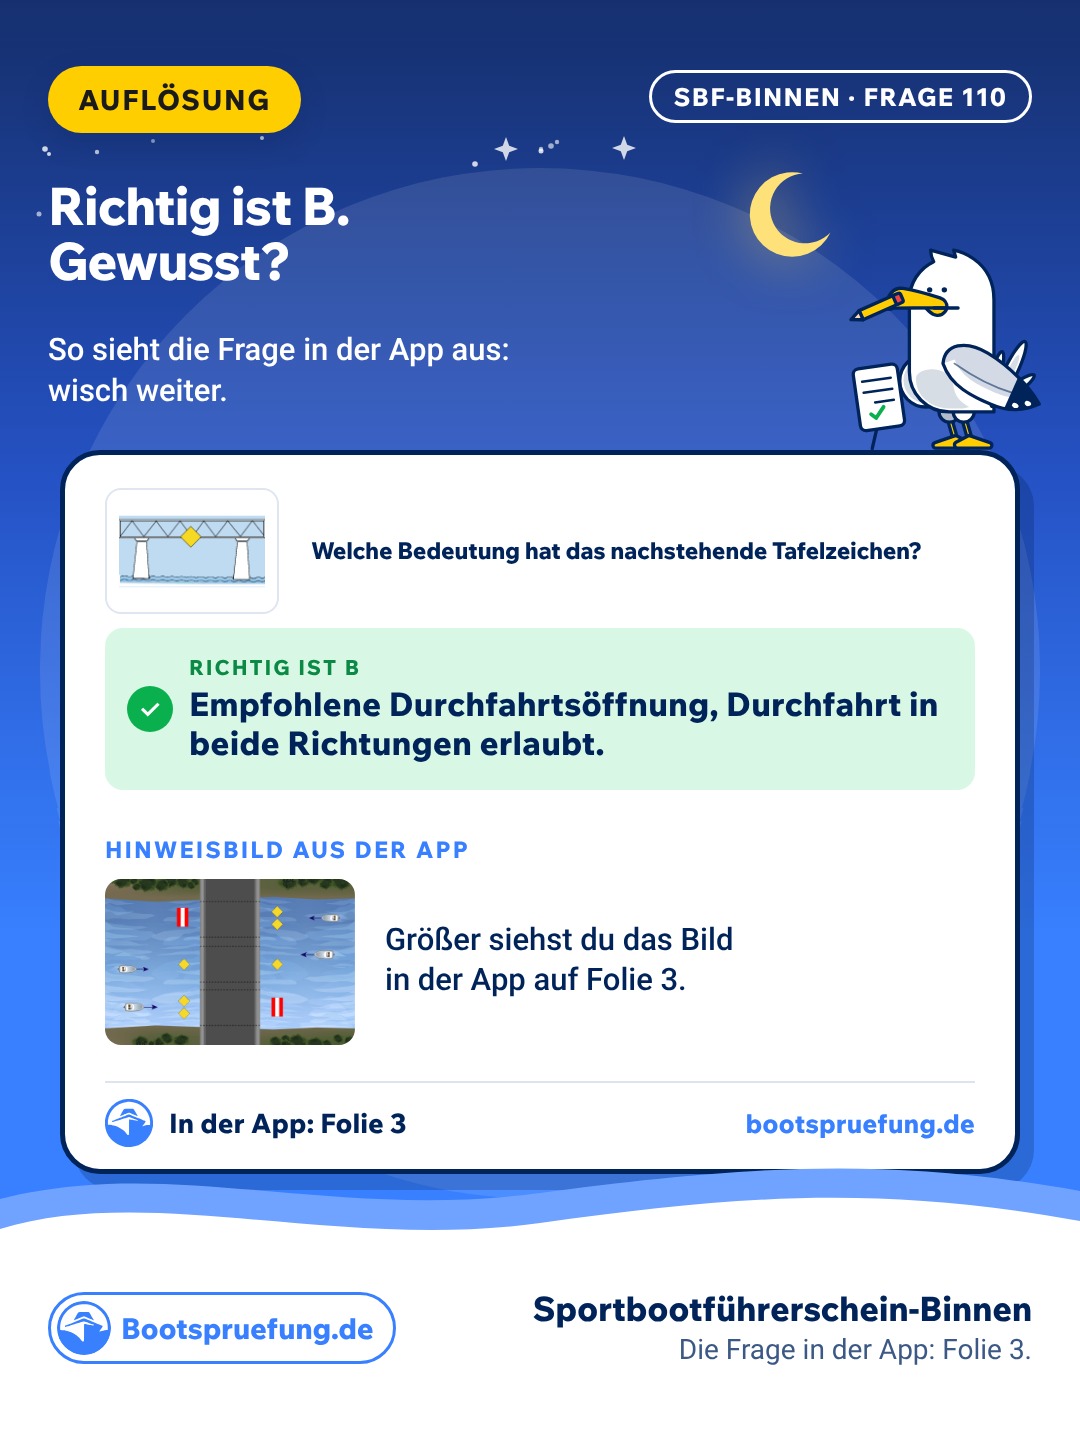 AUFLÖSUNG
SBF-BINNEN · FRAGE 110
Richtig ist B.
Gewusst?
So sieht die Frage in der App aus:
wisch weiter.
Welche Bedeutung hat das nachstehende Tafelzeichen?
RICHTIG IST B
Empfohlene Durchfahrtsöffnung, Durchfahrt in
beide Richtungen erlaubt.
HINWEISBILD AUS DER APP
Größer siehst du das Bild
in der App auf Folie 3.
In der App: Folie 3
bootspruefung.de
Bootspruefung.de
Sportbootführerschein-Binnen
Die Frage in der App: Folie 3.